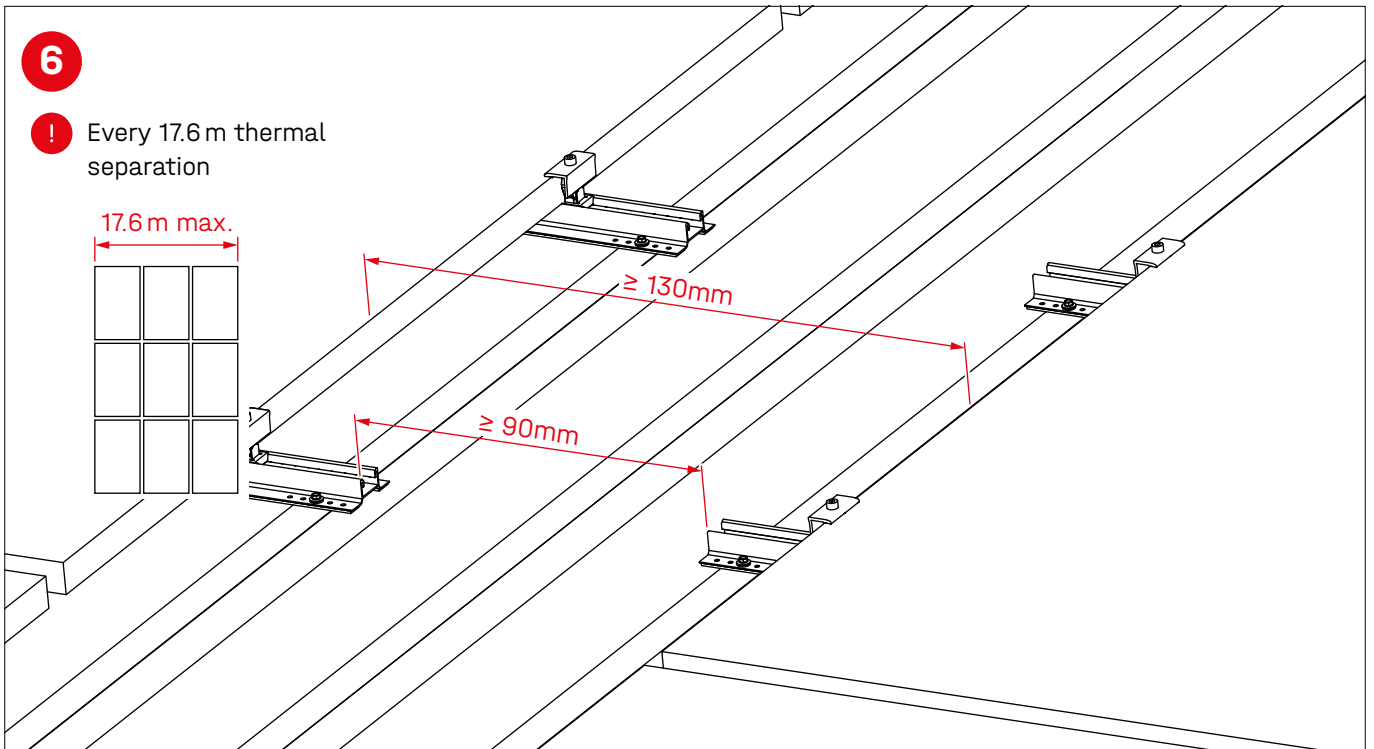 6
! Every 17.6 m thermal
separation
17.6 m max.
≥ 130mm
≥ 90mm